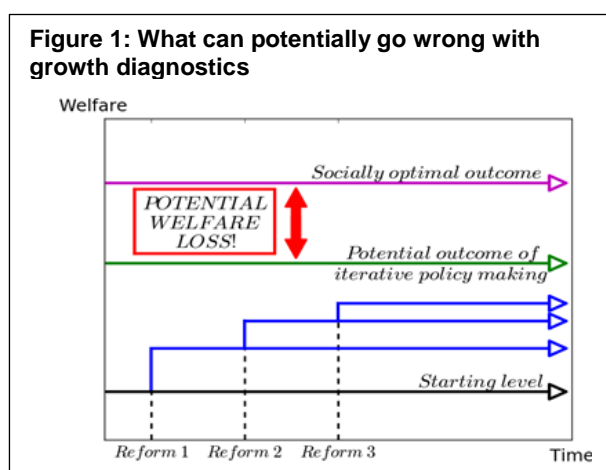 Figure 1: What can potentially go wrong with
growth diagnostics
Welfare
Socially optimal outcome
POTENTIAL
WELFARE
LOSS!
Potential outcome of
iterative policy making
Starting level
Reform 1 Reform 2 Reform 3 Time